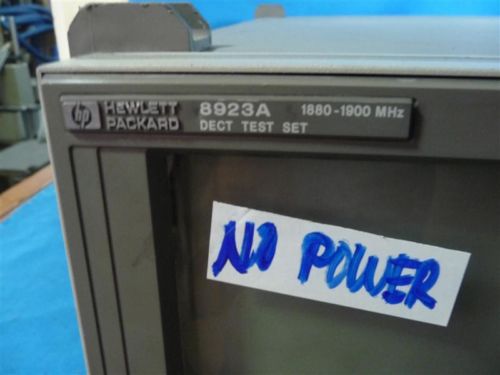 hp HEWLETT PACKARD
8923A 1880-1900 MHz
DECT TEST SET
NO POWER